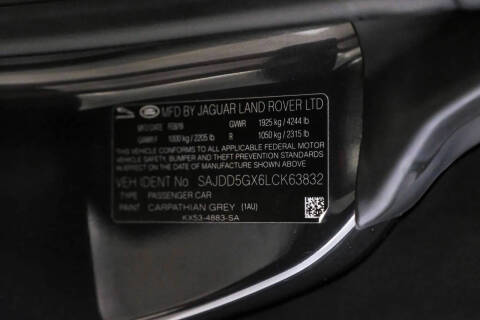 MFD BY JAGUAR LAND ROVER LTD
MFD DATE GVWR 1925 kg / 4244 lb
GAWR F 1000 kg / 2205 lb R 1050 kg / 2315 lb
THIS VEHICLE CONFORMS TO ALL APPLICABLE FEDERAL MOTOR
VEHICLE SAFETY, BUMPER AND THEFT PREVENTION STANDARDS
IN EFFECT ON THE DATE OF MANUFACTURE SHOWN ABOVE
VEH IDENT No SAJDD5GX6LCK63832
TYPE PASSENGER CAR
PAINT CARPATHIAN GREY (1AU)
KX53-4883-SA